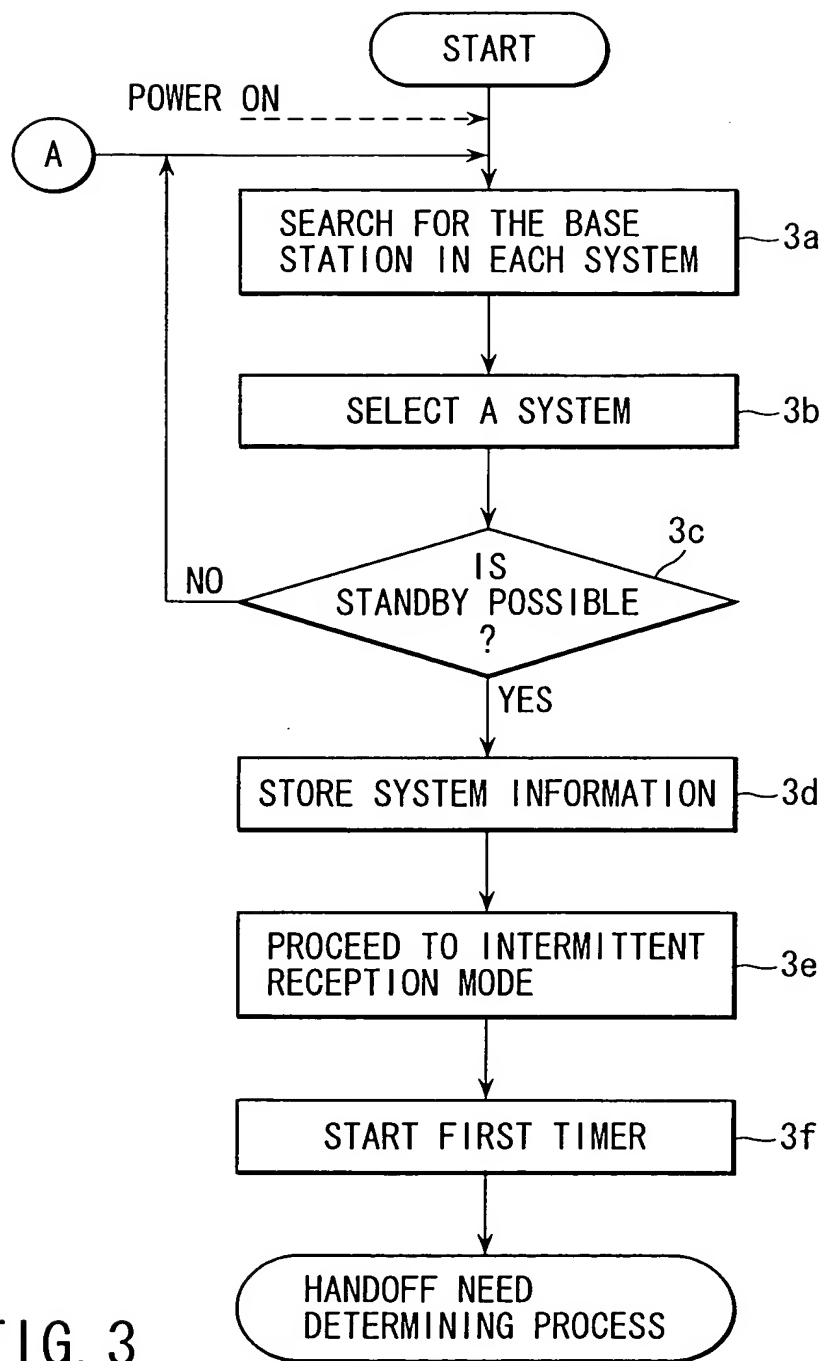 START
POWER ON
A
SEARCH FOR THE BASE
STATION IN EACH SYSTEM
3a
SELECT A SYSTEM
3b
3c
IS
STANDBY POSSIBLE
?
NO
YES
STORE SYSTEM INFORMATION
3d
PROCEED TO INTERMITTENT
RECEPTION MODE
3e
START FIRST TIMER
3f
HANDOFF NEED
DETERMINING PROCESS
FIG. 3